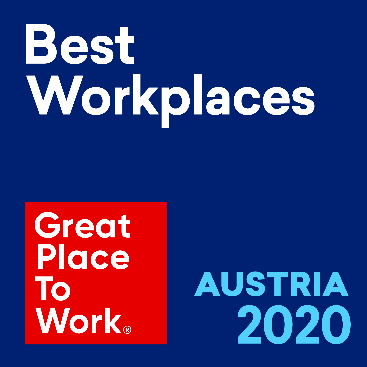 Best
Workplaces
Great
Place
To
Work®
AUSTRIA
2020